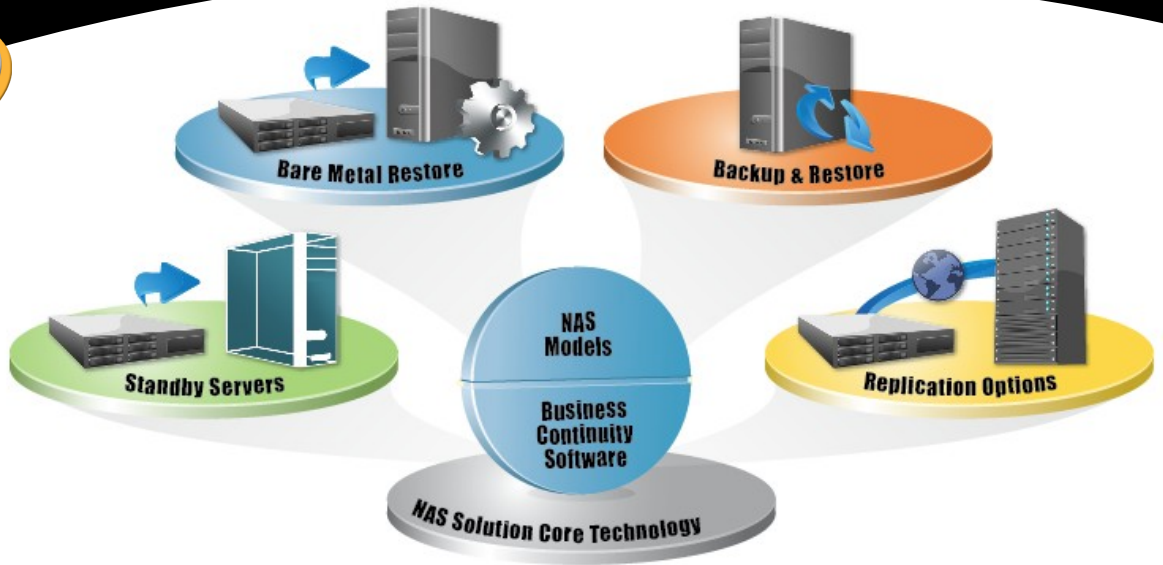 Bare Metal Restore
Backup & Restore
Standby Servers
NAS
Models
Replication Options
Business
Continuity
Software
NAS Solution Core Technology